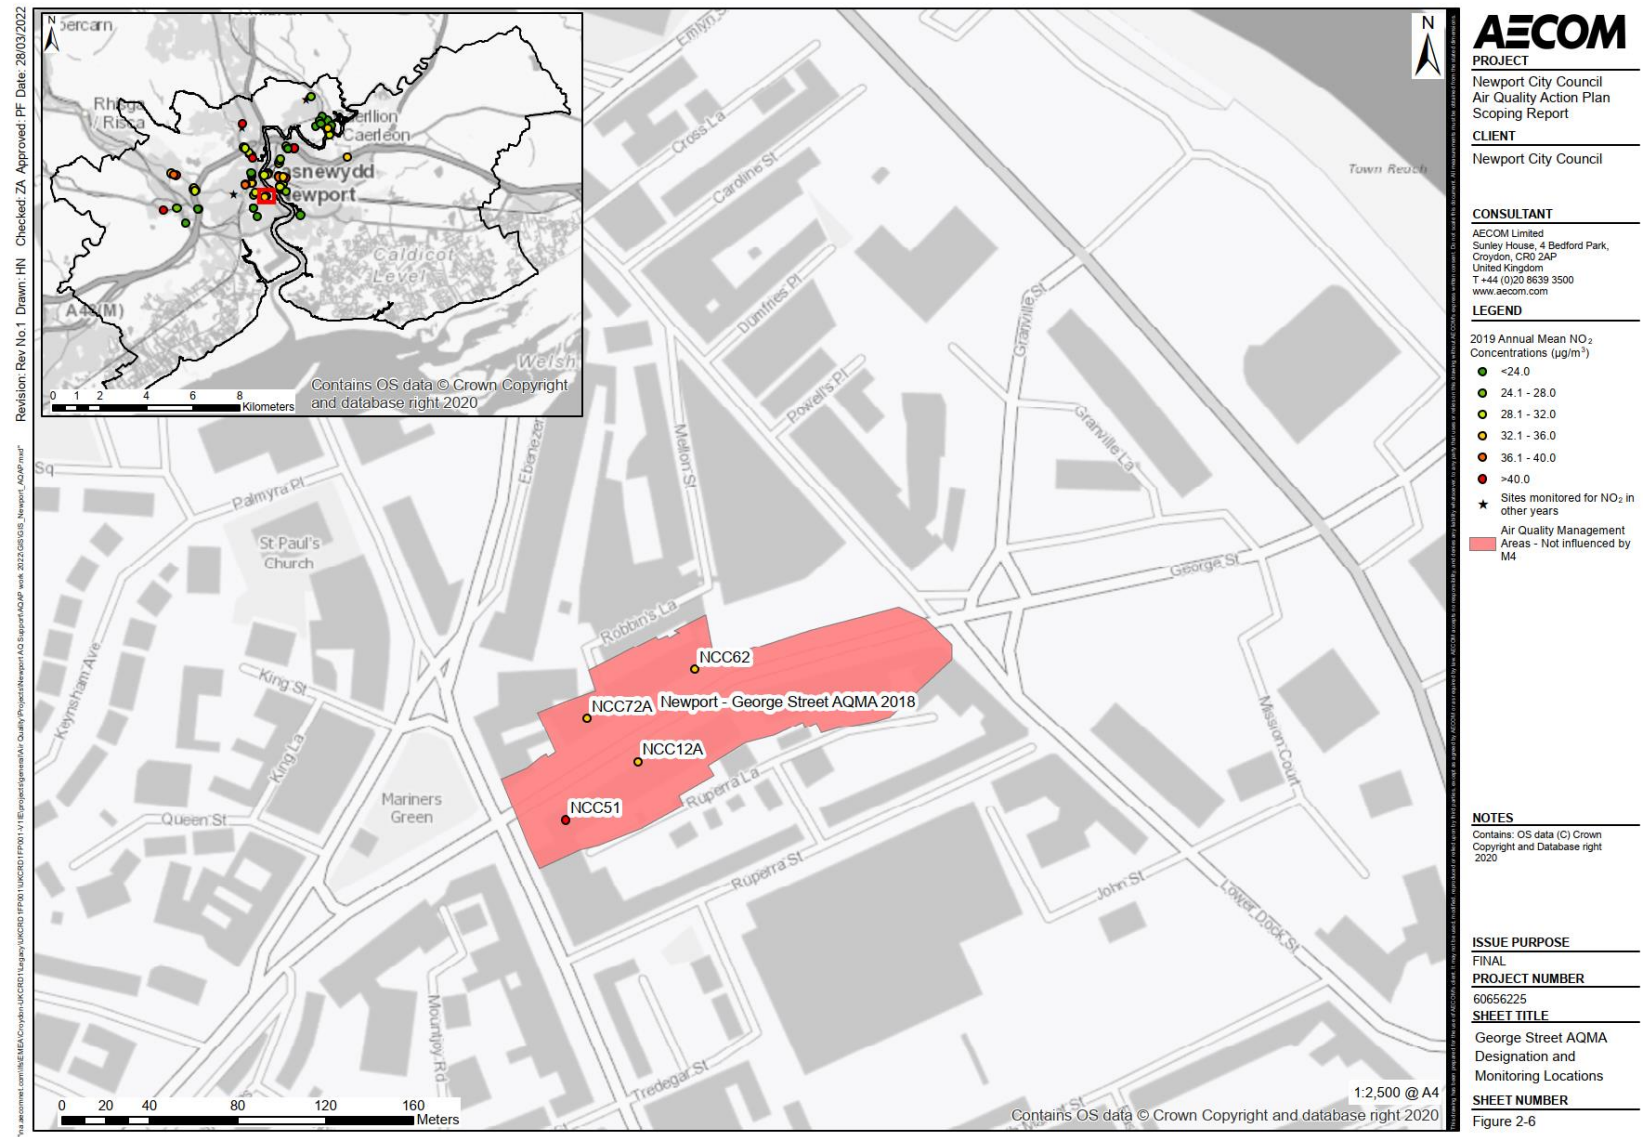 Revision: Rev No.1 Drawn: HN Checked: ZA Approved: PF Date: 28/03/2022
N
bercarn
Rhisga
/ Risca
aerllion
Caerleon
snewydd
ewport
Caldicot
Level
A48(M)
Welsh
0 1 2 4 6 8
Kilometers
Contains OS data © Crown Copyright
and database right 2020
N
Emlyn S
Cross La
Caroline St
Town Reach
Dumfries Pl
Granville St
Powell's Pl
Granville La
Mellon St
Ebenezer
Sq
Palmyra Pl
St Paul's
Church
George St
Robbin's La
Keynsham Ave
King St
King La
NCC62
NCC72A
Newport - George Street AQMA 2018
NCC12A
NCC51
Mission Court
Mariners
Green
Queen St
Ruperra La
Ruperra St
John St
Lower Dock St
Mountjoy Rd
Tredegar St
0 20 40 80 120 160
Meters
1:2,500 @ A4
Contains OS data © Crown Copyright and database right 2020
AECOM
PROJECT
Newport City Council
Air Quality Action Plan
Scoping Report
CLIENT
Newport City Council
CONSULTANT
AECOM Limited
Sunley House, 4 Bedford Park,
Croydon, CR0 2AP
United Kingdom
T +44 (0)20 8639 3500
www.aecom.com
LEGEND
2019 Annual Mean NO₂
Concentrations (µg/m³)
<24.0
24.1 - 28.0
28.1 - 32.0
32.1 - 36.0
36.1 - 40.0
>40.0
Sites monitored for NO₂ in
other years
Air Quality Management
Areas - Not influenced by
M4
NOTES
Contains: OS data (C) Crown
Copyright and Database right
2020
ISSUE PURPOSE
FINAL
PROJECT NUMBER
60656225
SHEET TITLE
George Street AQMA
Designation and
Monitoring Locations
SHEET NUMBER
Figure 2-6